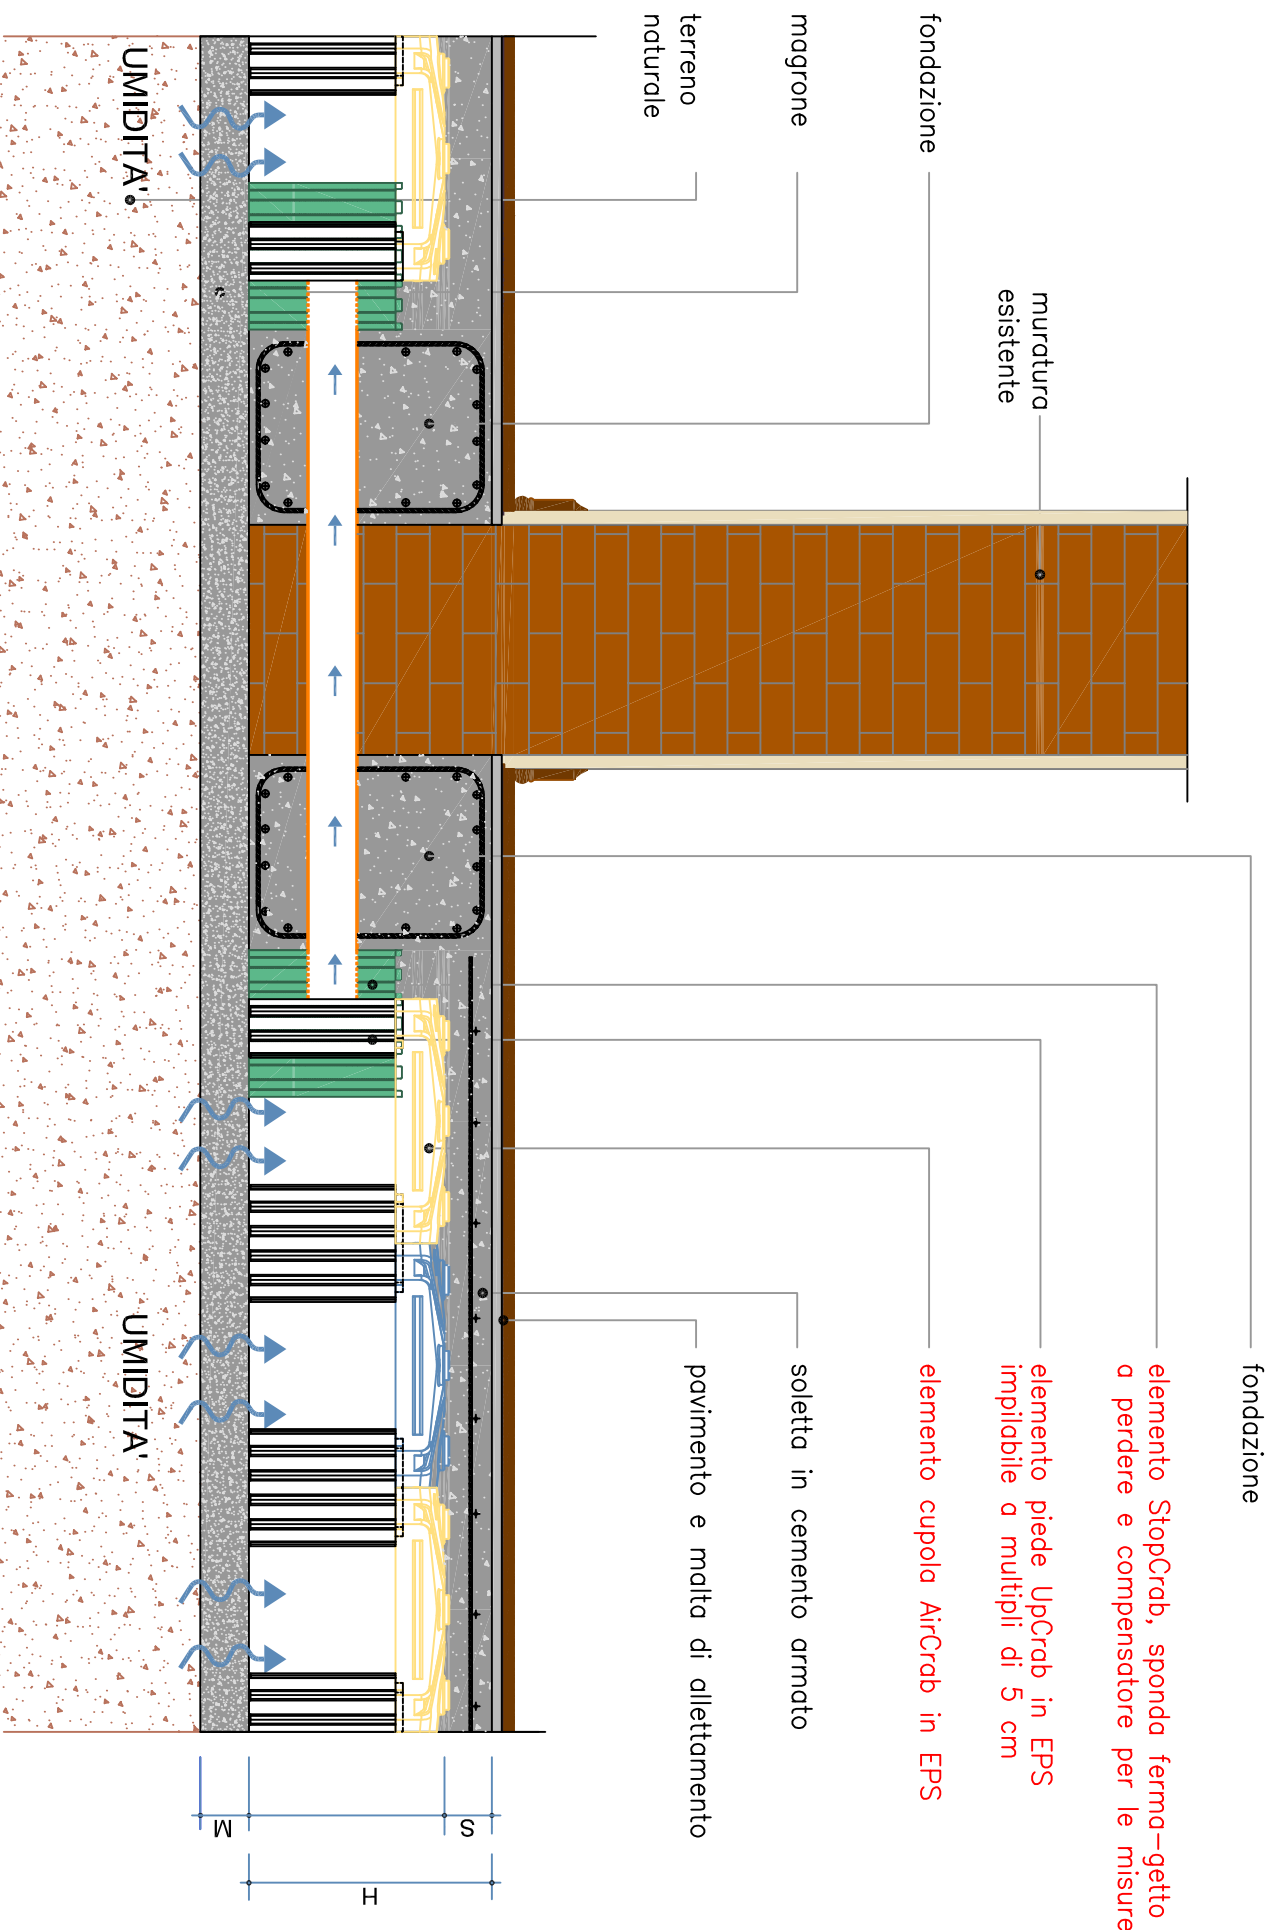 fondazione
magrone
terreno
naturale
muratura
esistente
fondazione
elemento StopCrab, sponda ferma-getto
a perdere e compensatore per le misure
elemento piede UpCrab in EPS
impilabile a multipli di 5 cm
elemento cupola AirCrab in EPS
soletta in cemento armato
pavimento e malta di allettamento
UMIDITA'
UMIDITA'
S
M
H